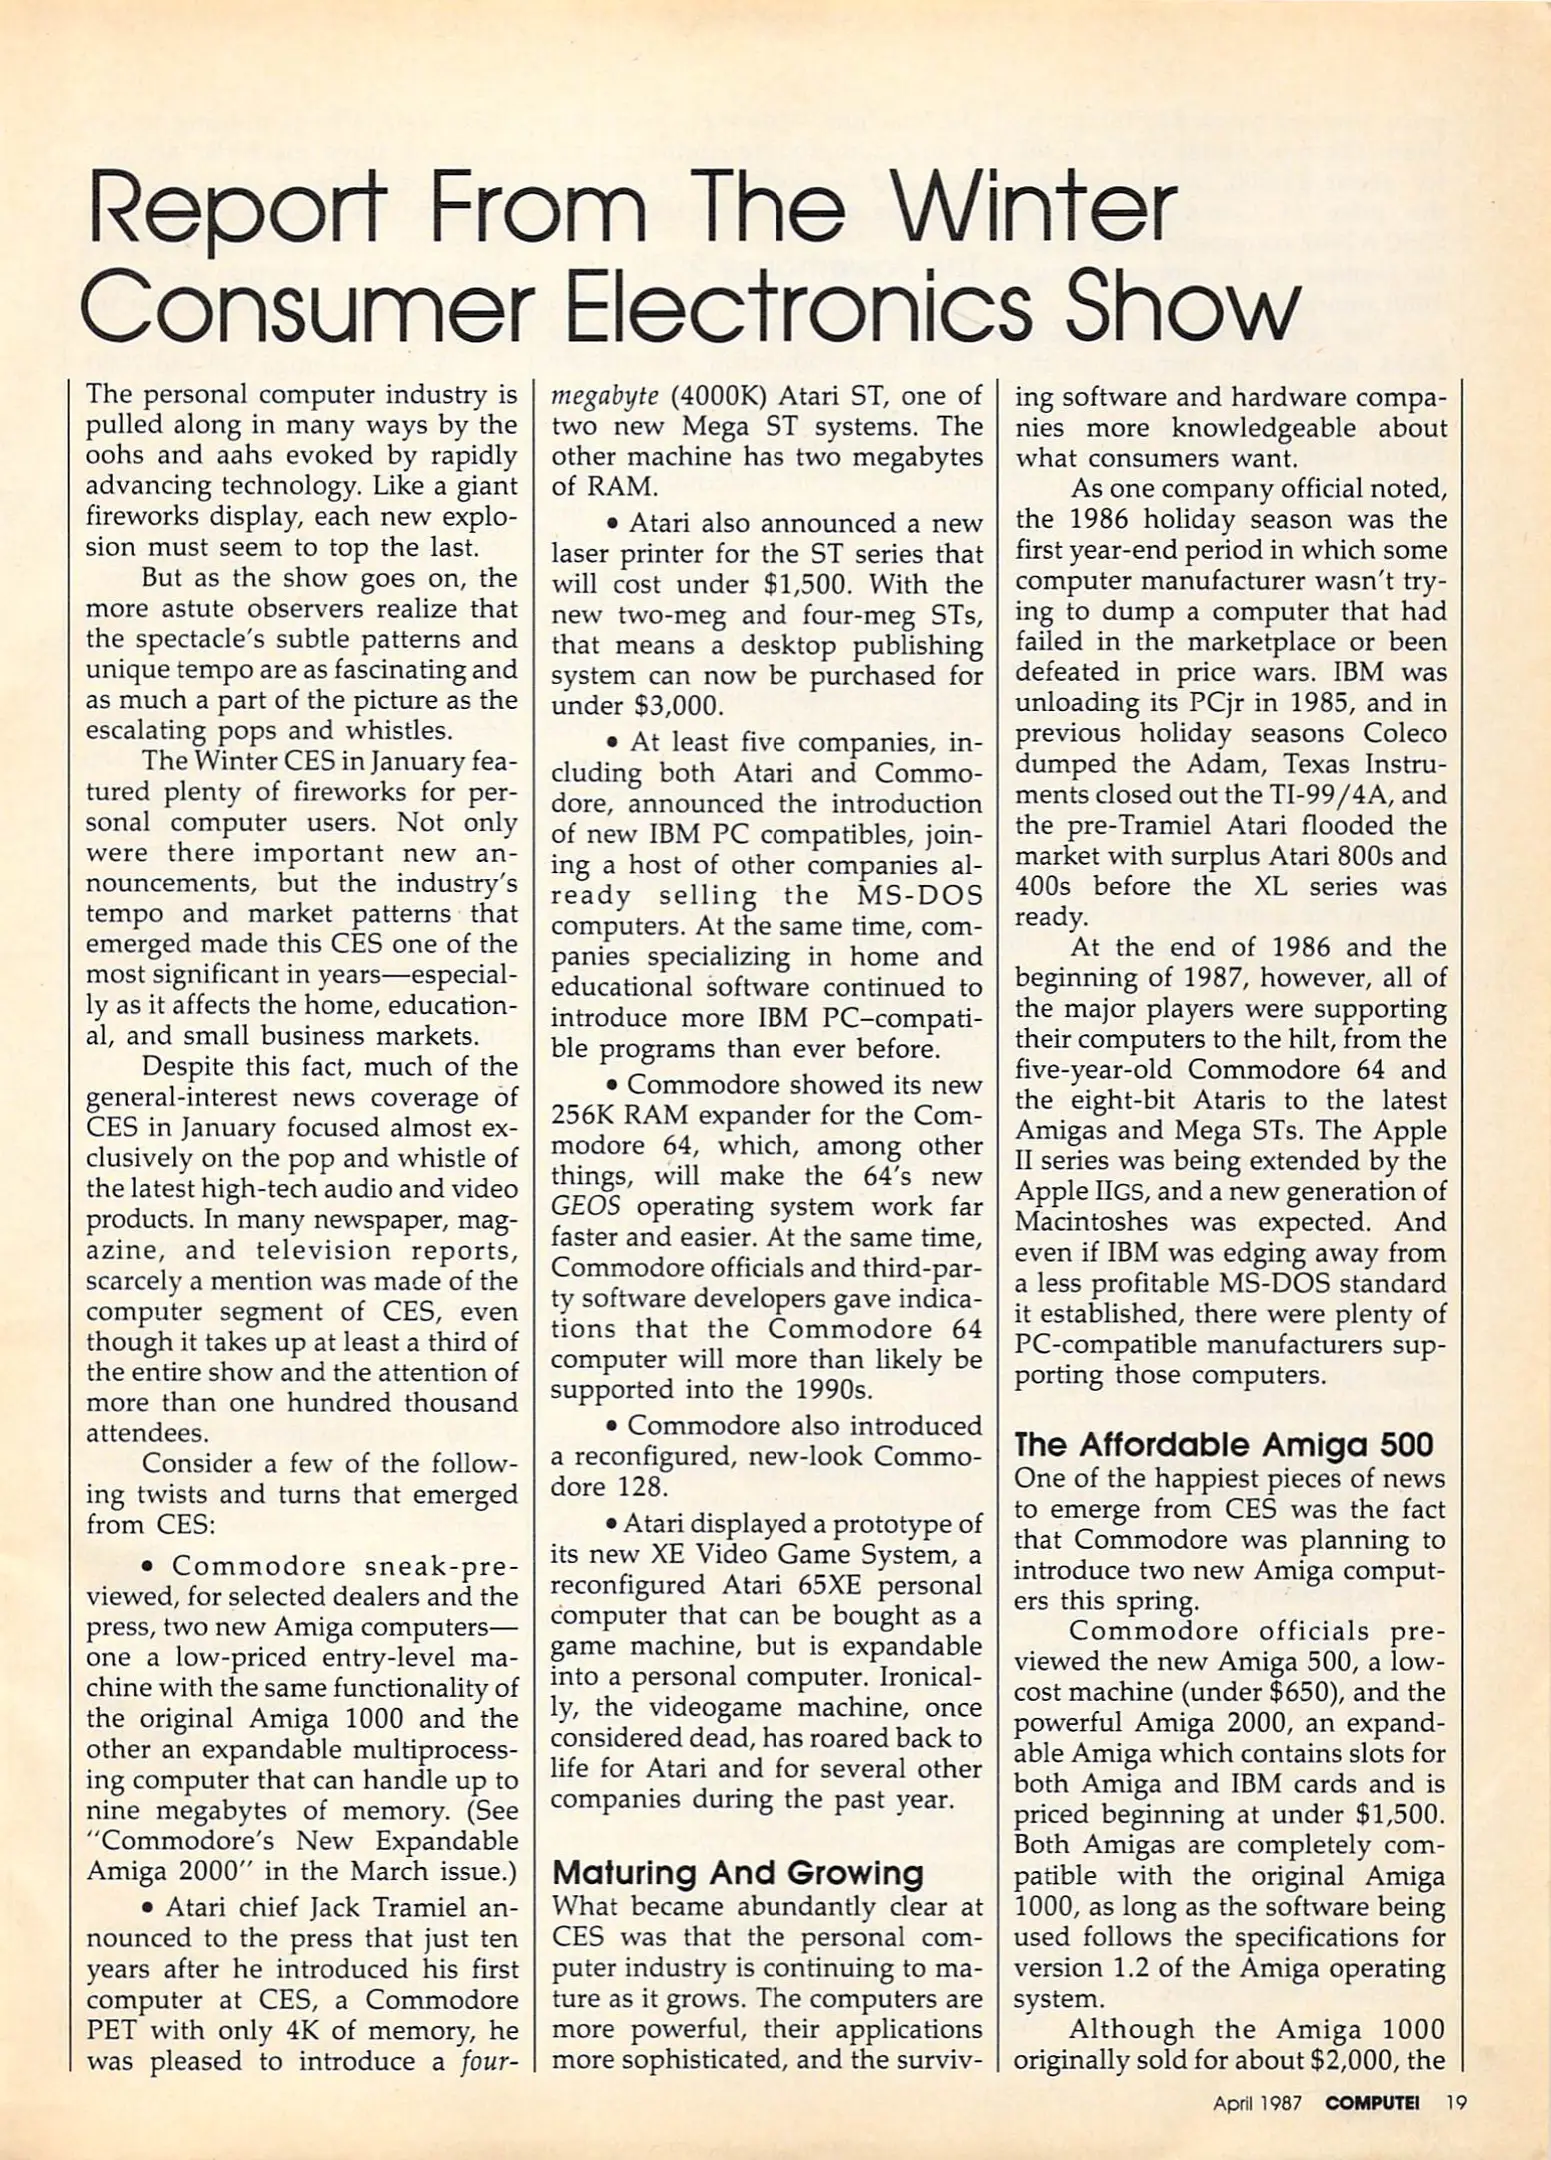 Report From The Winter
Consumer Electronics Show
The personal computer industry is
pulled along in many ways by the
oohs and aahs evoked by rapidly
advancing technology. Like a giant
fireworks display, each new explo-
sion must seem to top the last.
But as the show goes on, the
more astute observers realize that
the spectacle's subtle patterns and
unique tempo are as fascinating and
as much a part of the picture as the
escalating pops and whistles.
The Winter CES in January fea-
tured plenty of fireworks for per-
sonal computer users. Not only
were there important new an-
nouncements, but the industry's
tempo and market patterns that
emerged made this CES one of the
most significant in years—especial-
ly as it affects the home, education-
al, and small business markets.
Despite this fact, much of the
general-interest news coverage of
CES in January focused almost ex-
clusively on the pop and whistle of
the latest high-tech audio and video
products. In many newspaper, mag-
azine, and television reports,
scarcely a mention was made of the
computer segment of CES, even
though it takes up at least a third of
the entire show and the attention of
more than one hundred thousand
attendees.
Consider a few of the follow-
ing twists and turns that emerged
from CES:
• Commodore sneak-pre-
viewed, for selected dealers and the
press, two new Amiga computers—
one a low-priced entry-level ma-
chine with the same functionality of
the original Amiga 1000 and the
other an expandable multiprocess-
ing computer that can handle up to
nine megabytes of memory. (See
"Commodore's New Expandable
Amiga 2000" in the March issue.)
• Atari chief Jack Tramiel an-
nounced to the press that just ten
years after he introduced his first
computer at CES, a Commodore
PET with only 4K of memory, he
was pleased to introduce a four-
megabyte (4000K) Atari ST, one of
two new Mega ST systems. The
other machine has two megabytes
of RAM.
• Atari also announced a new
laser printer for the ST series that
will cost under $1,500. With the
new two-meg and four-meg STs,
that means a desktop publishing
system can now be purchased for
under $3,000.
• At least five companies, in-
cluding both Atari and Commo-
dore, announced the introduction
of new IBM PC compatibles, join-
ing a host of other companies al-
ready selling the MS-DOS
computers. At the same time, com-
panies specializing in home and
educational software continued to
introduce more IBM PC–compati-
ble programs than ever before.
• Commodore showed its new
256K RAM expander for the Com-
modore 64, which, among other
things, will make the 64's new
GEOS operating system work far
faster and easier. At the same time,
Commodore officials and third-par-
ty software developers gave indica-
tions that the Commodore 64
computer will more than likely be
supported into the 1990s.
• Commodore also introduced
a reconfigured, new-look Commo-
dore 128.
• Atari displayed a prototype of
its new XE Video Game System, a
reconfigured Atari 65XE personal
computer that can be bought as a
game machine, but is expandable
into a personal computer. Ironical-
ly, the videogame machine, once
considered dead, has roared back to
life for Atari and for several other
companies during the past year.
Maturing And Growing
What became abundantly clear at
CES was that the personal com-
puter industry is continuing to ma-
ture as it grows. The computers are
more powerful, their applications
more sophisticated, and the surviv-
ing software and hardware compa-
nies more knowledgeable about
what consumers want.
As one company official noted,
the 1986 holiday season was the
first year-end period in which some
computer manufacturer wasn't try-
ing to dump a computer that had
failed in the marketplace or been
defeated in price wars. IBM was
unloading its PCjr in 1985, and in
previous holiday seasons Coleco
dumped the Adam, Texas Instru-
ments closed out the TI-99/4A, and
the pre-Tramiel Atari flooded the
market with surplus Atari 800s and
400s before the XL series was
ready.
At the end of 1986 and the
beginning of 1987, however, all of
the major players were supporting
their computers to the hilt, from the
five-year-old Commodore 64 and
the eight-bit Ataris to the latest
Amigas and Mega STs. The Apple
II series was being extended by the
Apple IIGS, and a new generation of
Macintoshes was expected. And
even if IBM was edging away from
a less profitable MS-DOS standard
it established, there were plenty of
PC-compatible manufacturers sup-
porting those computers.
The Affordable Amiga 500
One of the happiest pieces of news
to emerge from CES was the fact
that Commodore was planning to
introduce two new Amiga comput-
ers this spring.
Commodore officials pre-
viewed the new Amiga 500, a low-
cost machine (under $650), and the
powerful Amiga 2000, an expand-
able Amiga which contains slots for
both Amiga and IBM cards and is
priced beginning at under $1,500.
Both Amigas are completely com-
patible with the original Amiga
1000, as long as the software being
used follows the specifications for
version 1.2 of the Amiga operating
system.
Although the Amiga 1000
originally sold for about $2,000, the
April 1987 COMPUTE! 19